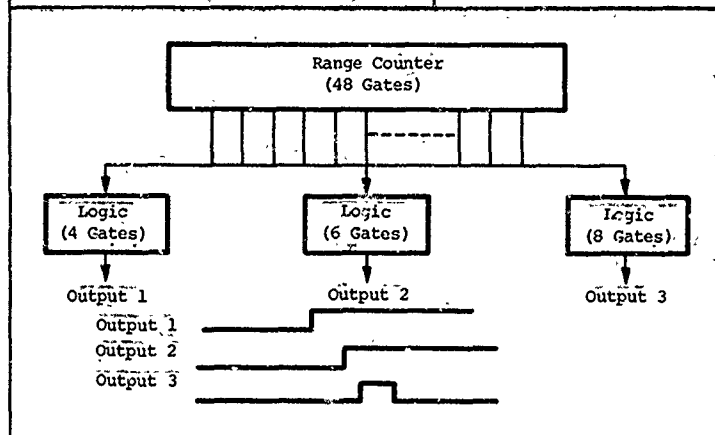 Range Counter
(48 Gates)
Logic
(4 Gates)
Logic
(6 Gates)
Logic
(8 Gates)
Output 1
Output 2
Output 3
Output 1
Output 2
Output 3